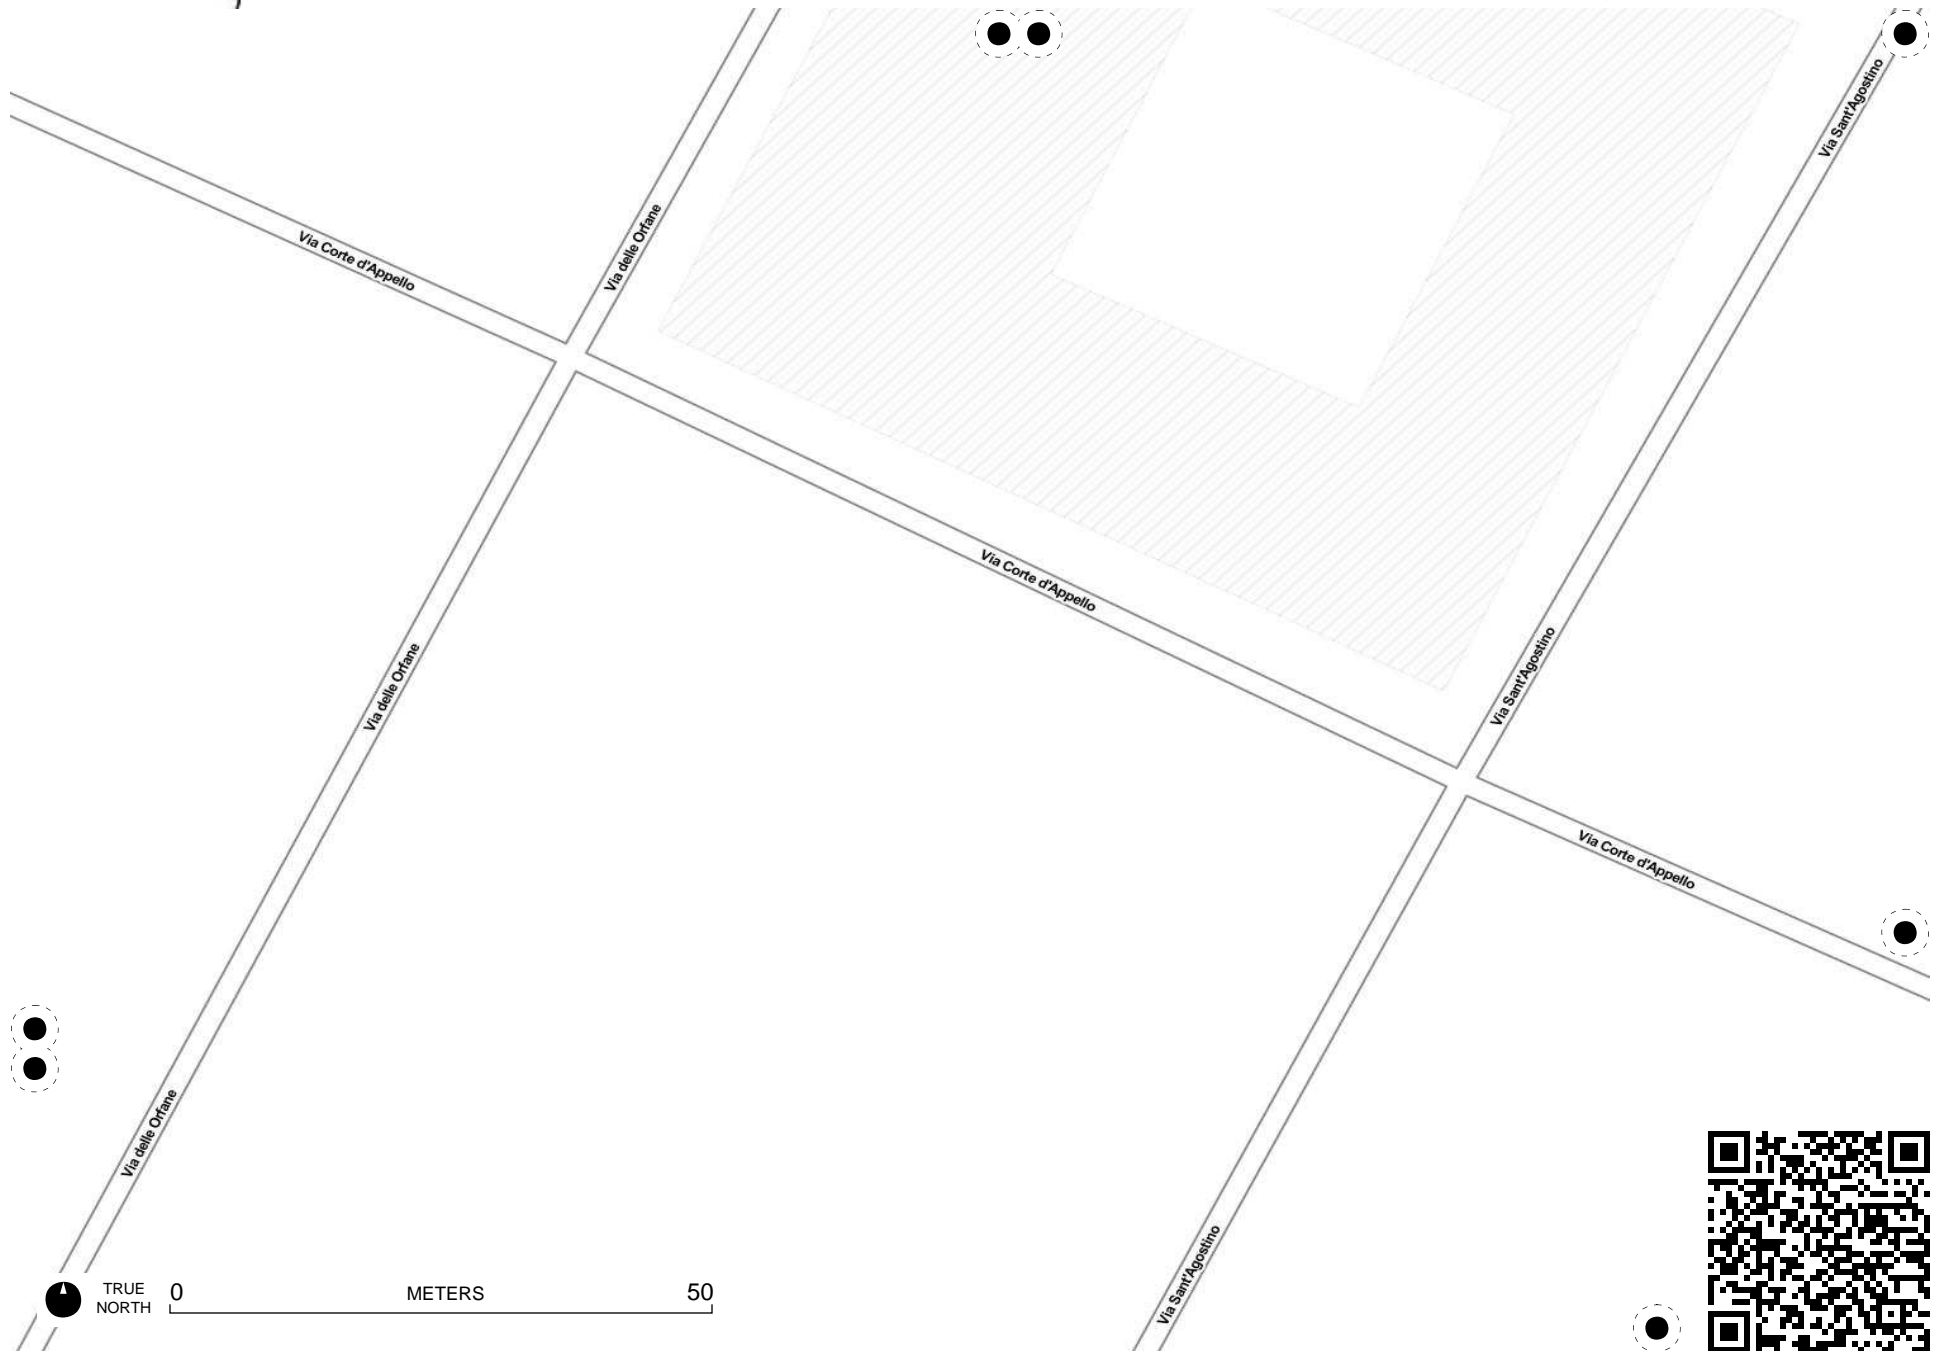 Via Sant'Agostino
Via delle Orfane
Via Corte d'Appello
Via Corte d'Appello
Via delle Orfane
Via Sant'Agostino
Via Corte d'Appello
Via delle Orfane
Via Sant'Agostino
TRUE
NORTH
0 METERS 50